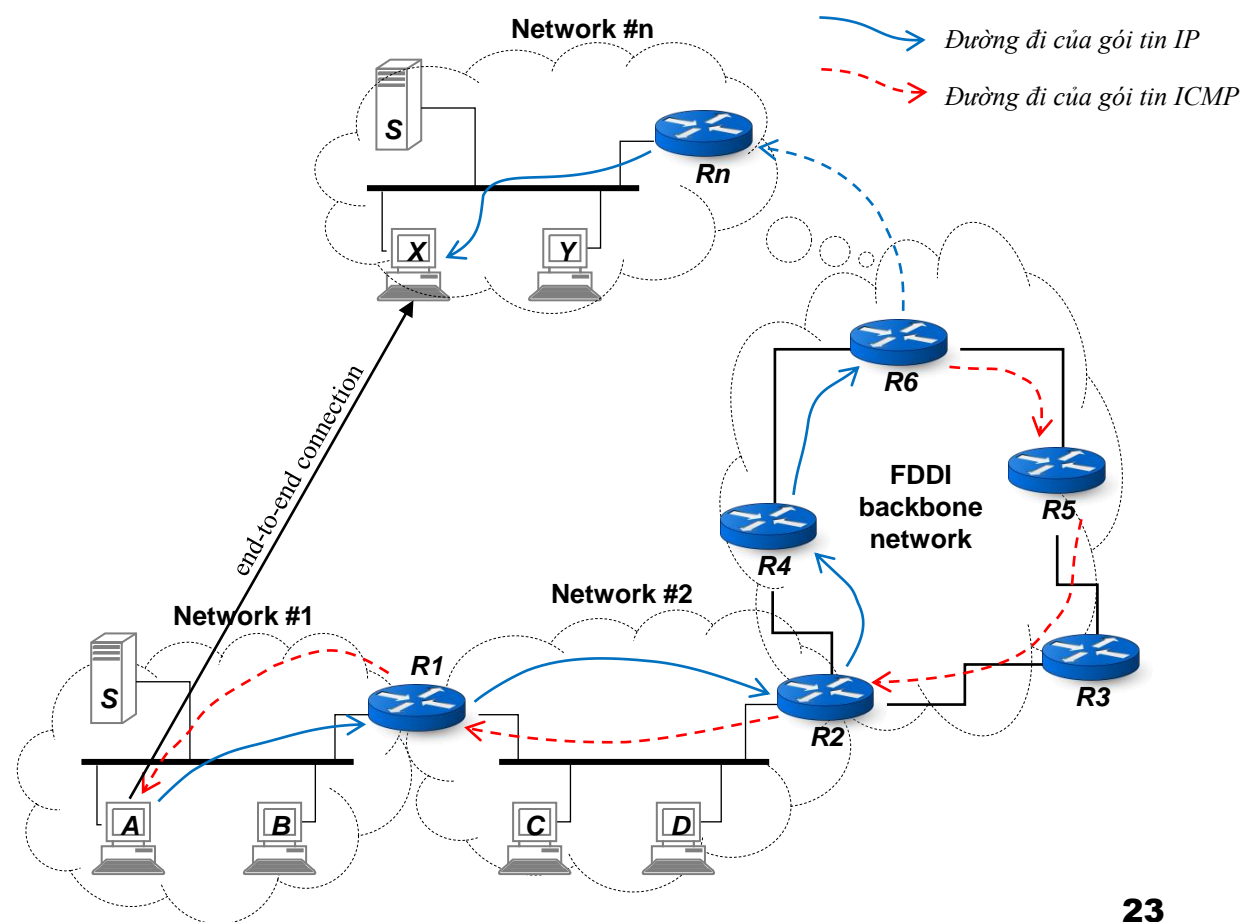 Network #n
Đường đi của gói tin IP
Đường đi của gói tin ICMP
S
Rn
X
Y
R6
end-to-end connection
FDDI
backbone
network
R5
R4
Network #2
Network #1
R1
S
R3
R2
A
B
C
D
23